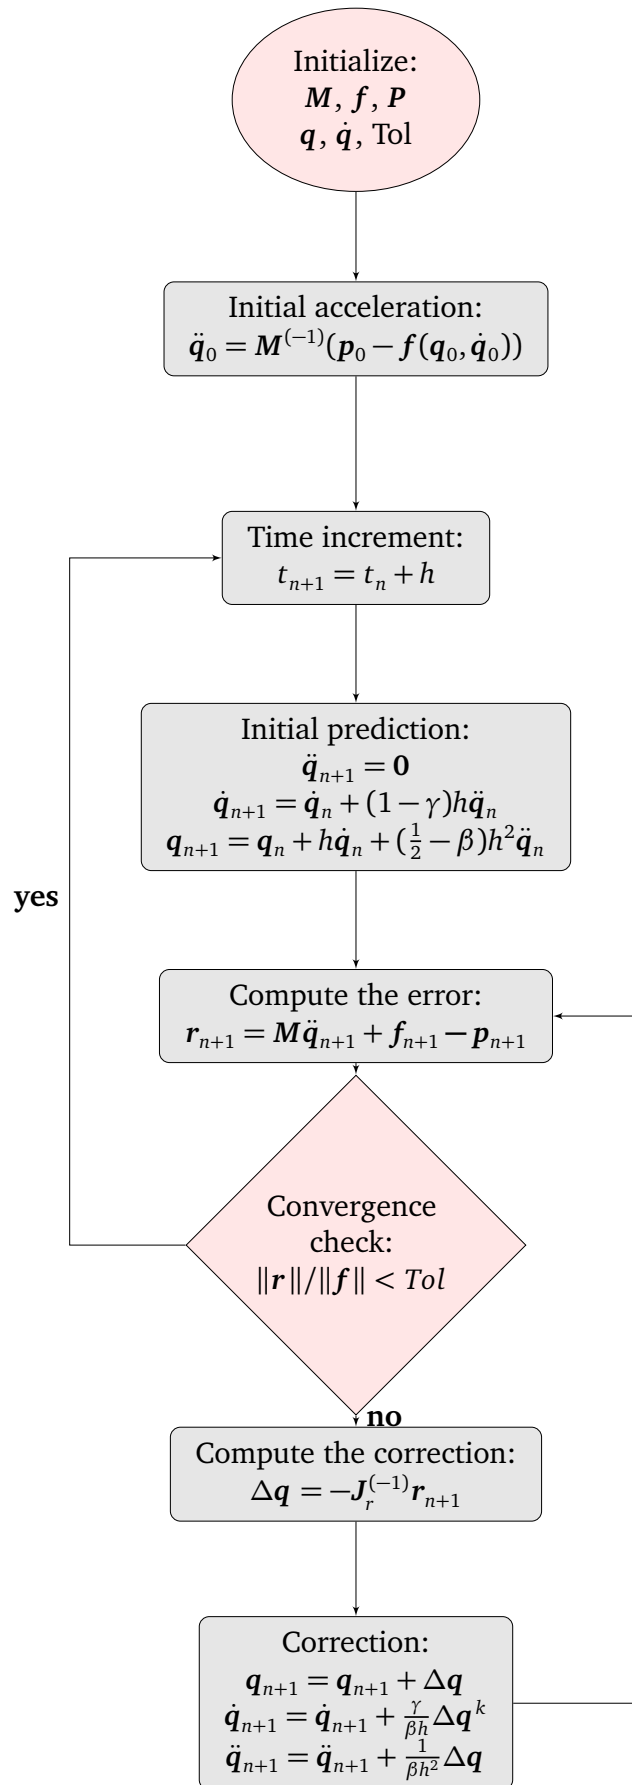 Initialize:
M, f, P
q, q̇, Tol
Initial acceleration:
q̈₀ = M⁽⁻¹⁾(p₀ − f(q₀, q̇₀))
Time increment:
tₙ₊₁ = tₙ + h
Initial prediction:
q̈ₙ₊₁ = 0
q̇ₙ₊₁ = q̇ₙ + (1 − γ)hq̈ₙ
qₙ₊₁ = qₙ + hq̇ₙ + (½ − β)h²q̈ₙ
yes
Compute the error:
rₙ₊₁ = Mq̈ₙ₊₁ + fₙ₊₁ − pₙ₊₁
Convergence
check:
‖r‖/‖f‖ < Tol
no
Compute the correction:
Δq = −Jᵣ⁽⁻¹⁾rₙ₊₁
Correction:
qₙ₊₁ = qₙ₊₁ + Δq
q̇ₙ₊₁ = q̇ₙ₊₁ + γ/(βh) Δqᵏ
q̈ₙ₊₁ = q̈ₙ₊₁ + 1/(βh²) Δq